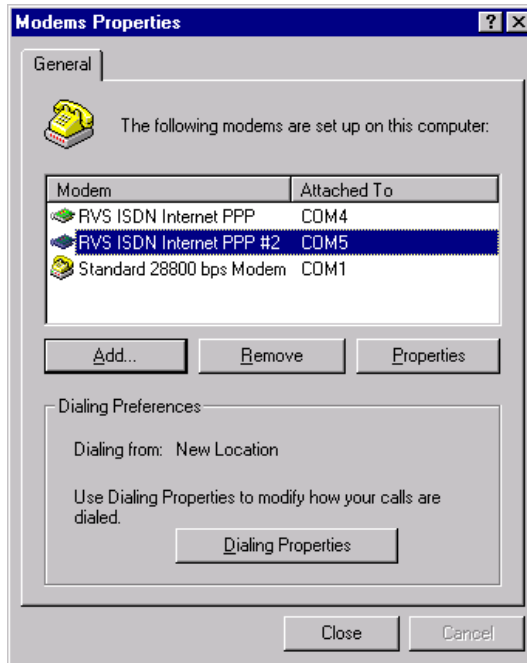 Modems Properties
General
The following modems are set up on this computer:
Modem Attached To
RVS ISDN Internet PPP COM4
RVS ISDN Internet PPP #2 COM5
Standard 28800 bps Modem COM1
Add... Remove Properties
Dialing Preferences
Dialing from: New Location
Use Dialing Properties to modify how your calls are
dialed.
Dialing Properties
Close Cancel